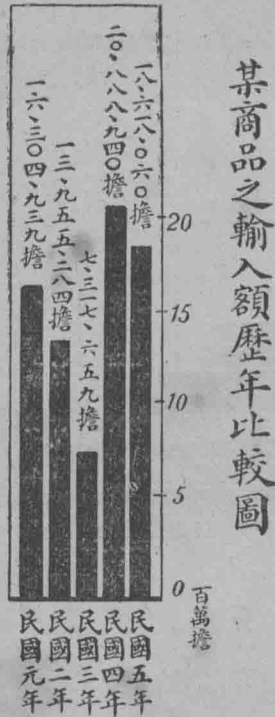 某商品之輸入額歷年比較圖
百萬擔
20
15
10
5
0
一八、六一八、〇六〇擔
二〇、八八八、九四〇擔
七、三一七、六五九擔
一三、九五五、二八四擔
一六、三〇四、九三九擔
民國五年
民國四年
民國三年
民國二年
民國元年